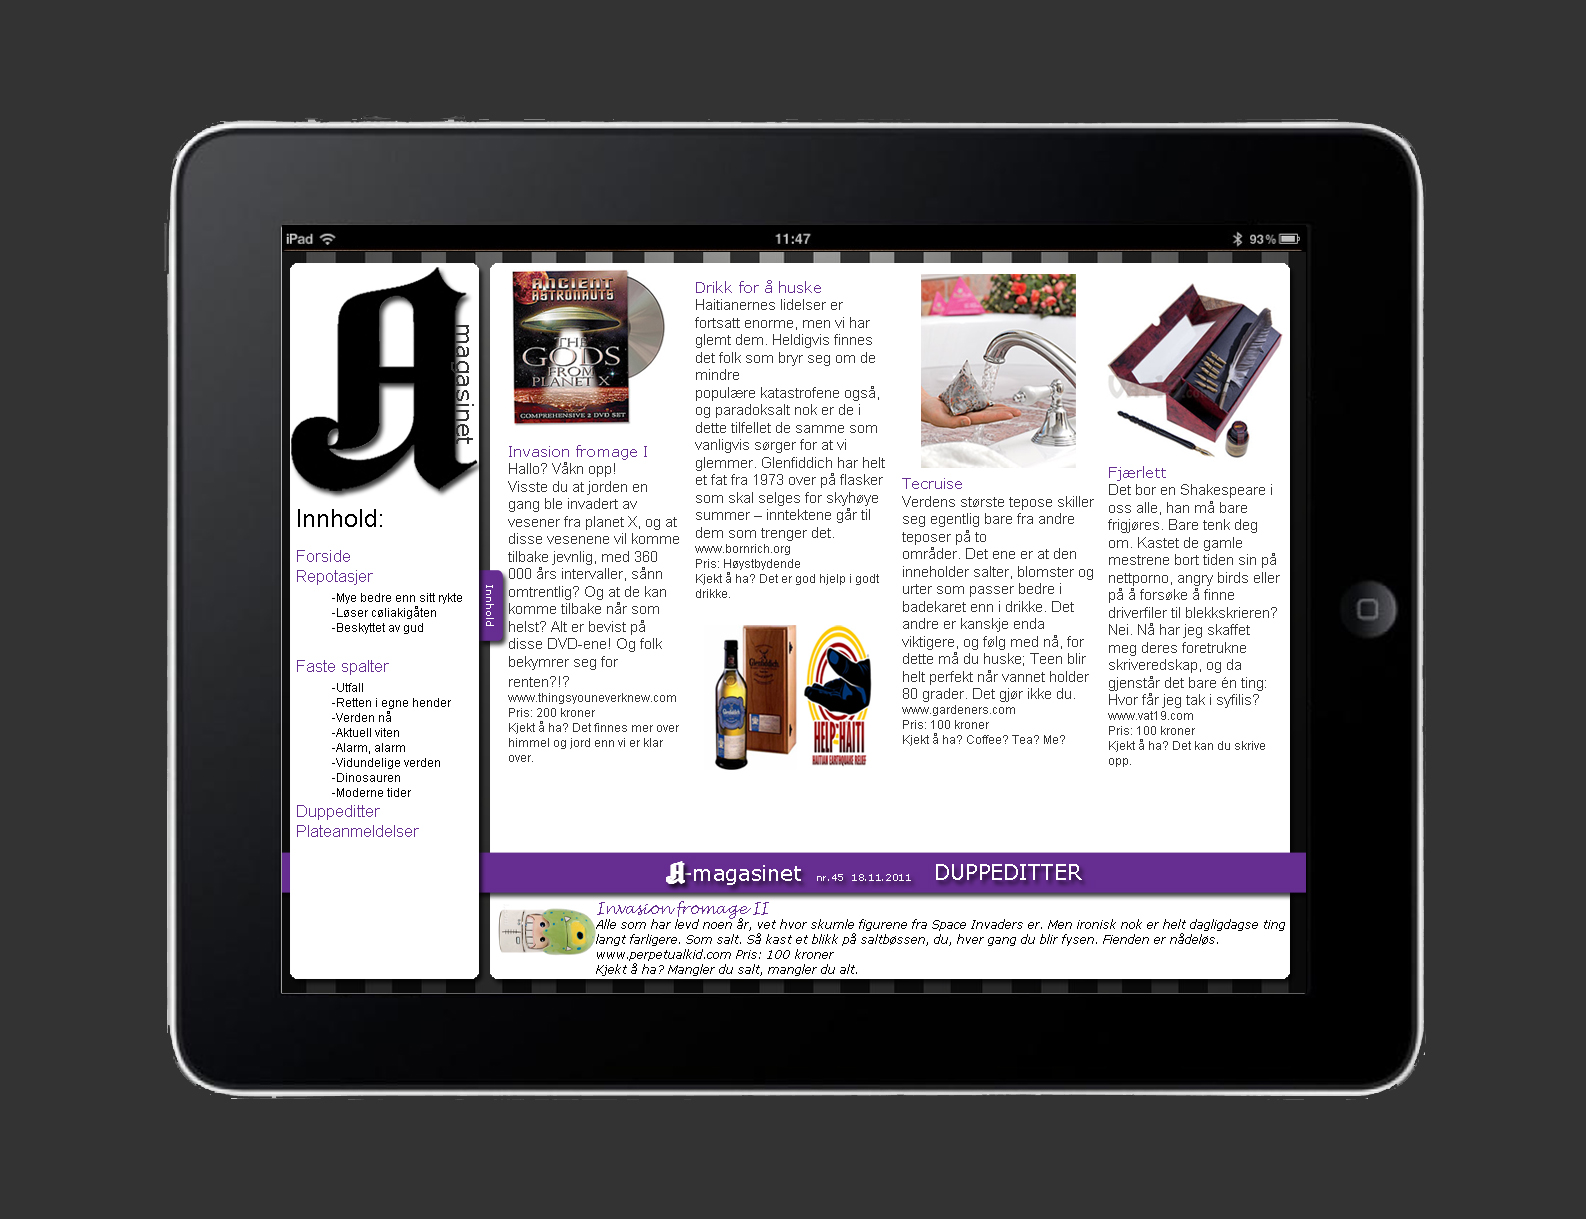 iPad
11:47
93%
A
magasinet
Innhold:
Forside
Repotasjer
-Mye bedre enn sitt rykte
-Løser cøliakigåten
-Beskyttet av gud
Faste spalter
-Utfall
-Retten i egne hender
-Verden nå
-Aktuell viten
-Alarm, alarm
-Vidundelige verden
-Dinosauren
-Moderne tider
Duppeditter
Plateanmeldelser
Innhold
ANCIENT
ASTRONAUTS
THE
GODS
FROM
PLANET X
COMPREHENSIVE 2 DVD SET
Invasion fromage I
Hallo? Våkn opp!
Visste du at jorden en
gang ble invadert av
vesener fra planet X, og at
disse vesenene vil komme
tilbake jevnlig, med 360
000 års intervaller, sånn
omtrentlig? Og at de kan
komme tilbake når som
helst? Alt er bevist på
disse DVD-ene! Og folk
bekymrer seg for
renten?!?
www.thingsyouneverknew.com
Pris: 200 kroner
Kjekt å ha? Det finnes mer over
himmel og jord enn vi er klar
over.
Drikk for å huske
Haitianernes lidelser er
fortsatt enorme, men vi har
glemt dem. Heldigvis finnes
det folk som bryr seg om de
mindre
populære katastrofene også,
og paradoksalt nok er de i
dette tilfellet de samme som
vanligvis sørger for at vi
glemmer. Glenfiddich har helt
et fat fra 1973 over på flasker
som skal selges for skyhøye
summer – inntektene går til
dem som trenger det.
www.bornrich.org
Pris: Høystbydende
Kjekt å ha? Det er god hjelp i godt
drikke.
HELP HAITI
HAITIAN EARTHQUAKE RELIEF
Tecruise
Verdens største tepose skiller
seg egentlig bare fra andre
teposer på to
områder. Det ene er at den
inneholder salter, blomster og
urter som passer bedre i
badekaret enn i drikke. Det
andre er kanskje enda
viktigere, og følg med nå, for
dette må du huske; Teen blir
helt perfekt når vannet holder
80 grader. Det gjør ikke du.
www.gardeners.com
Pris: 100 kroner
Kjekt å ha? Coffee? Tea? Me?
Fjærlett
Det bor en Shakespeare i
oss alle, han må bare
frigjøres. Bare tenk deg
om. Kastet de gamle
mestrene bort tiden sin på
nettporno, angry birds eller
på å forsøke å finne
driverfiler til blekkskrieren?
Nei. Nå har jeg skaffet
meg deres foretrukne
skriveredskap, og da
gjenstår det bare én ting:
Hvor får jeg tak i syfilis?
www.vat19.com
Pris: 100 kroner
Kjekt å ha? Det kan du skrive
opp.
A-magasinet nr.45 18.11.2011 DUPPEDITTER
Invasion fromage II
Alle som har levd noen år, vet hvor skumle figurene fra Space Invaders er. Men ironisk nok er helt dagligdagse ting
langt farligere. Som salt. Så kast et blikk på saltbøssen, du, hver gang du blir fysen. Fienden er nådeløs.
www.perpetualkid.com Pris: 100 kroner
Kjekt å ha? Mangler du salt, mangler du alt.